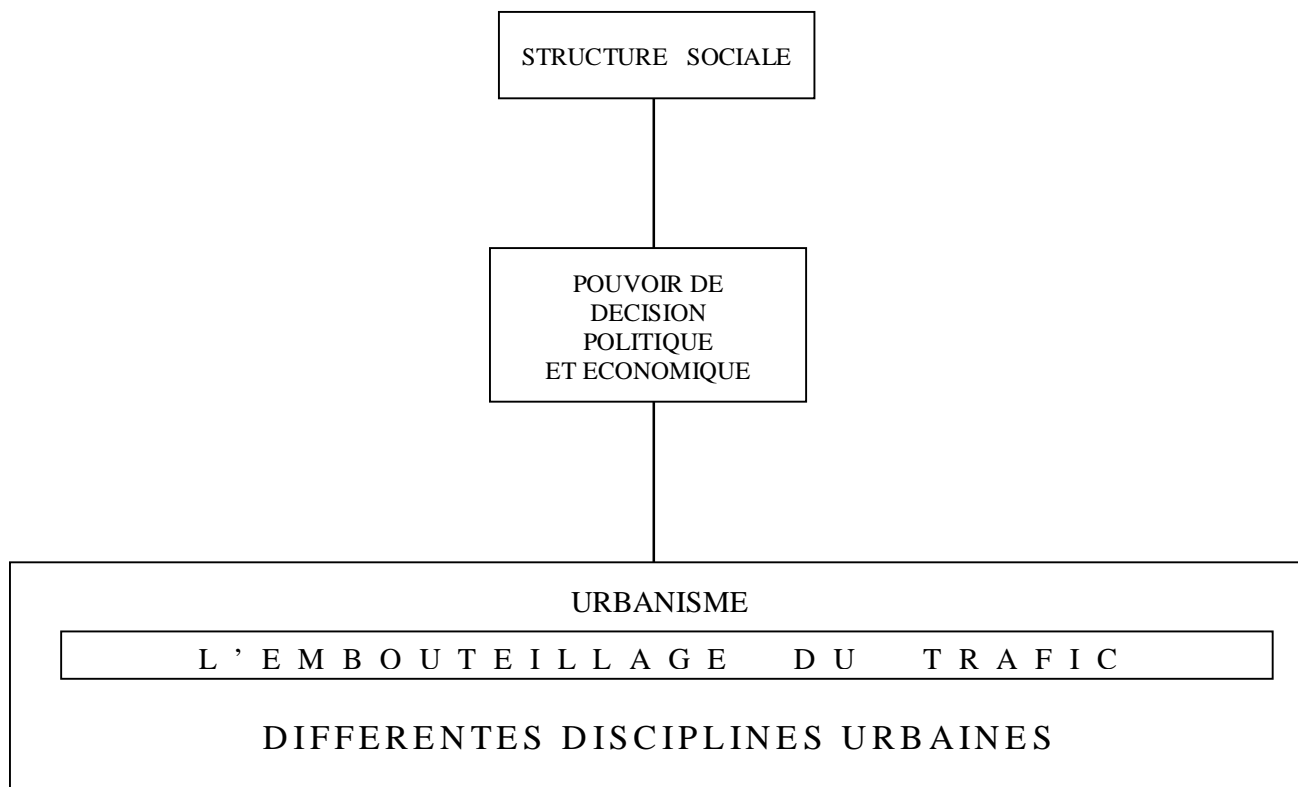 STRUCTURE SOCIALE
POUVOIR DE
DECISION
POLITIQUE
ET ECONOMIQUE
URBANISME
L'EMBOUTEILLAGE DU TRAFIC
DIFFERENTES DISCIPLINES URBAINES